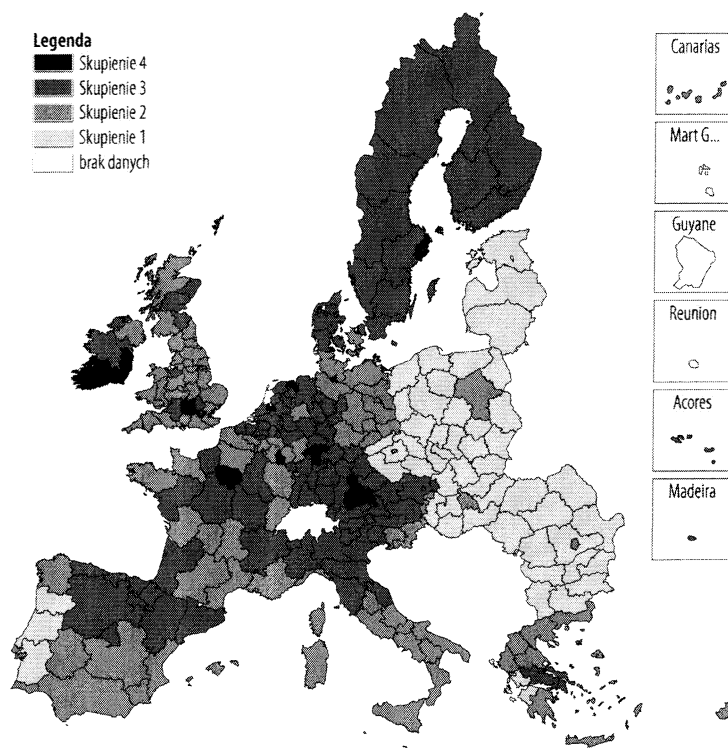 Legenda
Skupienie 4
Skupienie 3
Skupienie 2
Skupienie 1
brak danych
Canarias
Mart G...
Guyane
Reunion
Acores
Madeira